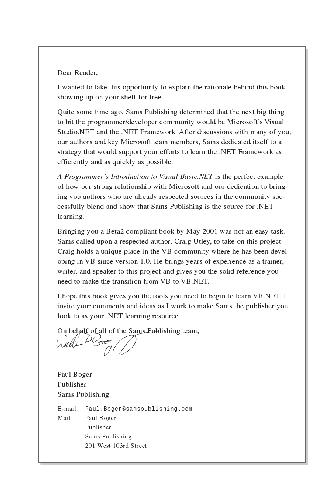 Dear Reader,
I wanted to take this opportunity to explain the rationale behind this book
showing up on your shelf for free.
Quite some time ago, Sams Publishing determined that the next big thing
to hit the programmer/developer community would be Microsoft's Visual
Studio.NET and the .NET Framework. After discussions with many of you,
our authors and key Microsoft team members, Sams dedicated itself to a
strategy that would support your efforts to learn the .NET Framework as
efficiently and as quickly as possible.
A Programmer's Introduction to Visual Basic.NET is the perfect example
of how our strong relationship with Microsoft and our dedication to bring-
ing you authors who are already respected sources in the community suc-
cessfully blend and show that Sams Publishing is the source for .NET
learning.
Bringing you a Beta2 compliant book by May 2001 was not an easy task.
Sams called upon a respected author, Craig Utley, to take on this project.
Craig holds a unique place in the VB community where he has been devel-
oping in VB since version 1.0. He brings years of experience as a trainer,
writer, and speaker to this project and gives you the solid reference you
need to make the transition from VB to VB.NET.
I hope this book gives you the tools you need to begin to learn VB.NET. I
invite your comments and ideas as I work to make Sams the publisher you
look to as your .NET learning resource.
On behalf of all of the Sams Publishing team,
Paul Boger
Publisher
Sams Publishing
E-mail: Paul.Boger@samspublishing.com
Mail: Paul Boger
Publisher
Sams Publishing
201 West 103rd Street